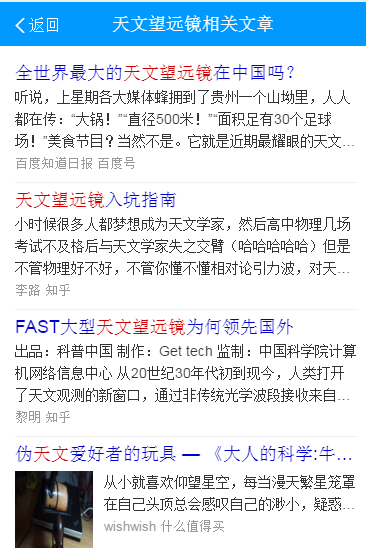 返回
天文望远镜相关文章
全世界最大的天文望远镜在中国吗?
听说，上星期各大媒体蜂拥到了贵州一个山坳里，人人
都在传：“大锅！”“直径500米！”“面积足有30个足球
场！”美食节目？当然不是。它就是近期最耀眼的天文…
百度知道日报 百度号
天文望远镜入坑指南
小时候很多人都梦想成为天文学家，然后高中物理几场
考试不及格后与天文学家失之交臂（哈哈哈哈哈）但是
不管物理好不好，不管你懂不懂相对论引力波，对天…
李路 知乎
FAST大型天文望远镜为何领先国外
出品：科普中国 制作：Get tech 监制：中国科学院计算
机网络信息中心 从20世纪30年代初到现今，人类打开
了天文观测的新窗口，通过非传统光学波段接收来自…
黎明 知乎
伪天文爱好者的玩具 — 《大人的科学:牛…
从小就喜欢仰望星空，每当漫天繁星笼罩
在自己头顶总会感叹自己的渺小，疑惑…
wishwish 什么值得买